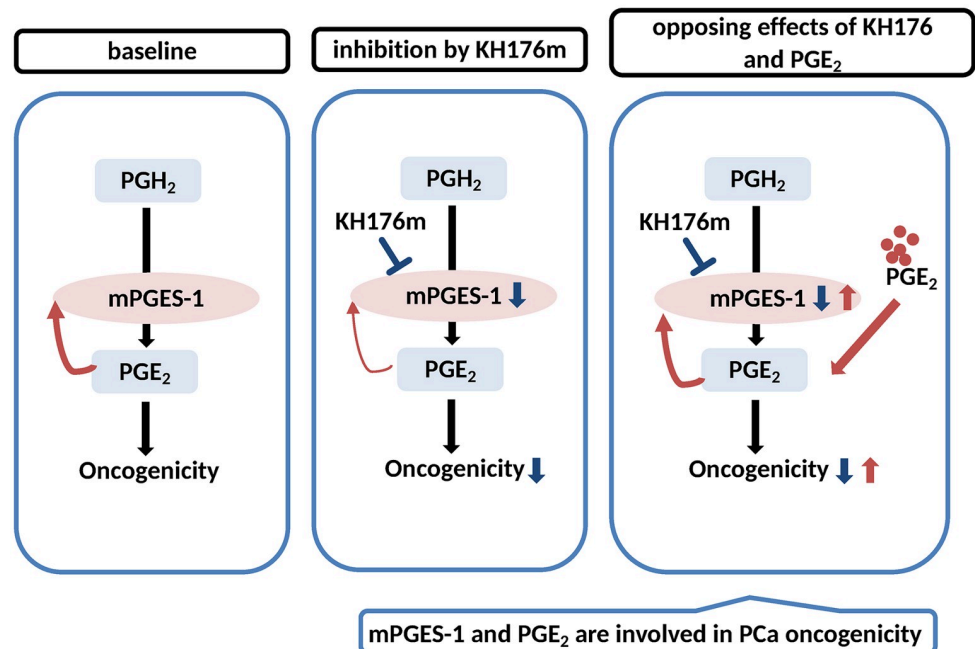 baseline
PGH₂
mPGES-1
PGE₂
Oncogenicity
inhibition by KH176m
PGH₂
KH176m
mPGES-1
PGE₂
Oncogenicity
opposing effects of KH176
and PGE₂
PGH₂
KH176m
PGE₂
mPGES-1
PGE₂
Oncogenicity
mPGES-1 and PGE₂ are involved in PCa oncogenicity